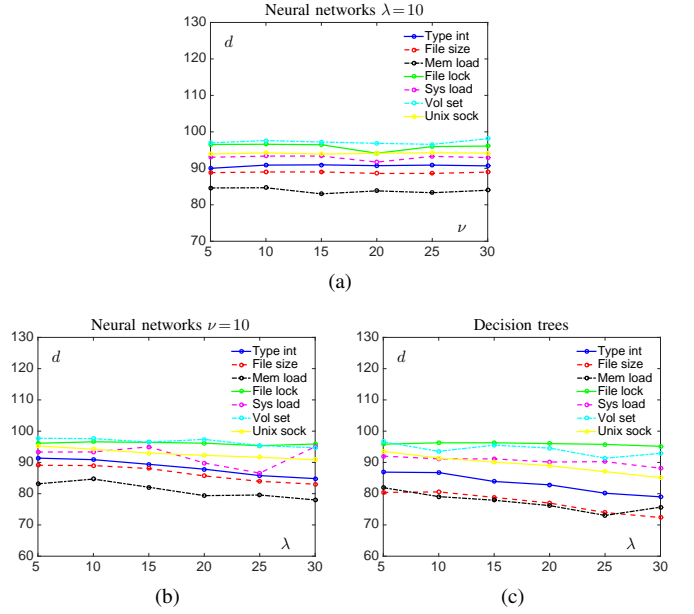 Neural networks λ=10
130
120
110
100
90
80
70
d
Type int
File size
Mem load
File lock
Sys load
Vol set
Unix sock
ν
5 10 15 20 25 30
(a)
Neural networks ν=10
130
120
110
100
90
80
70
60
d
Type int
File size
Mem load
File lock
Sys load
Vol set
Unix sock
λ
5 10 15 20 25 30
(b)
Decision trees
130
120
110
100
90
80
70
60
d
Type int
File size
Mem load
File lock
Sys load
Vol set
Unix sock
λ
5 10 15 20 25 30
(c)